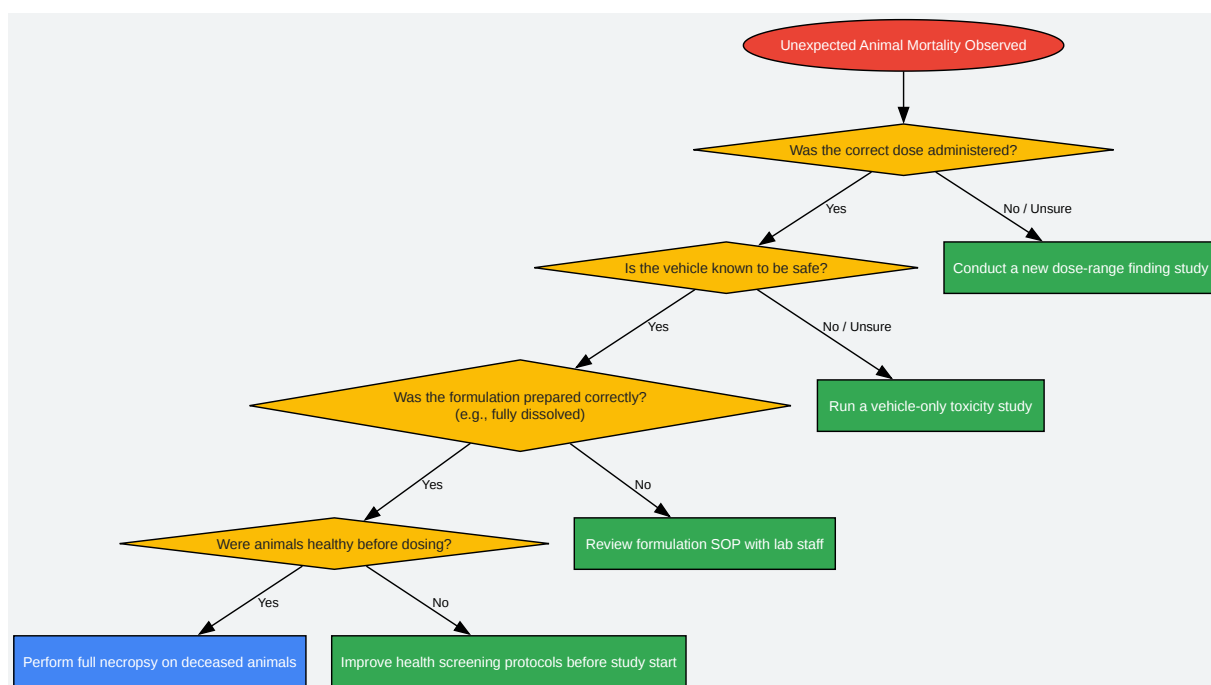 Unexpected Animal Mortality Observed
Was the correct dose administered?
Yes
No / Unsure
Is the vehicle known to be safe?
Conduct a new dose-range finding study
Yes
No / Unsure
Was the formulation prepared correctly?
(e.g., fully dissolved)
Run a vehicle-only toxicity study
Yes
No
Were animals healthy before dosing?
Review formulation SOP with lab staff
Yes
No
Perform full necropsy on deceased animals
Improve health screening protocols before study start